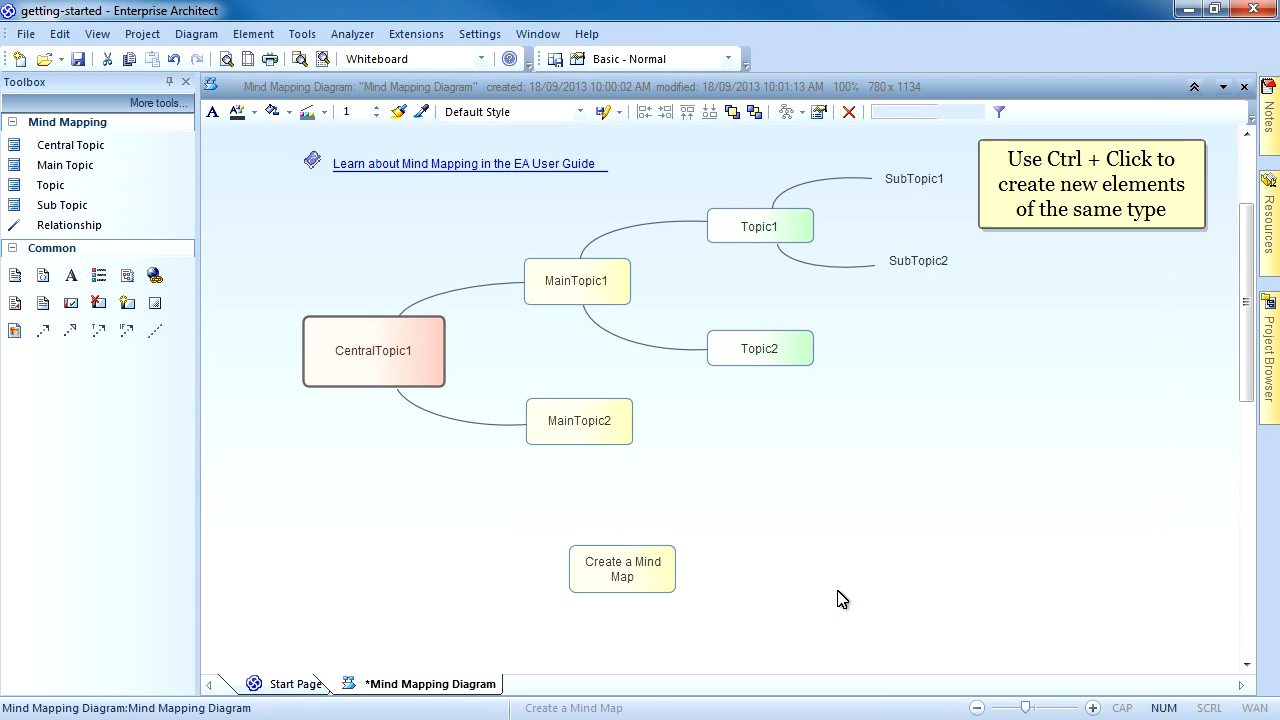 getting-started - Enterprise Architect
File Edit View Project Diagram Element Tools Analyzer Extensions Settings Window Help
Whiteboard Basic - Normal
Toolbox
More tools...
Mind Mapping
Central Topic
Main Topic
Topic
Sub Topic
Relationship
Common
Mind Mapping Diagram: "Mind Mapping Diagram" created: 18/09/2013 10:00:02 AM modified: 18/09/2013 10:01:13 AM 100% 780 x 1134
1 Default Style
Learn about Mind Mapping in the EA User Guide
Use Ctrl + Click to
create new elements
of the same type
SubTopic1
Topic1
SubTopic2
MainTopic1
CentralTopic1
Topic2
MainTopic2
Create a Mind
Map
Notes
Resources
Project Browser
Start Page
*Mind Mapping Diagram
Mind Mapping Diagram:Mind Mapping Diagram Create a Mind Map CAP NUM SCRL WAN